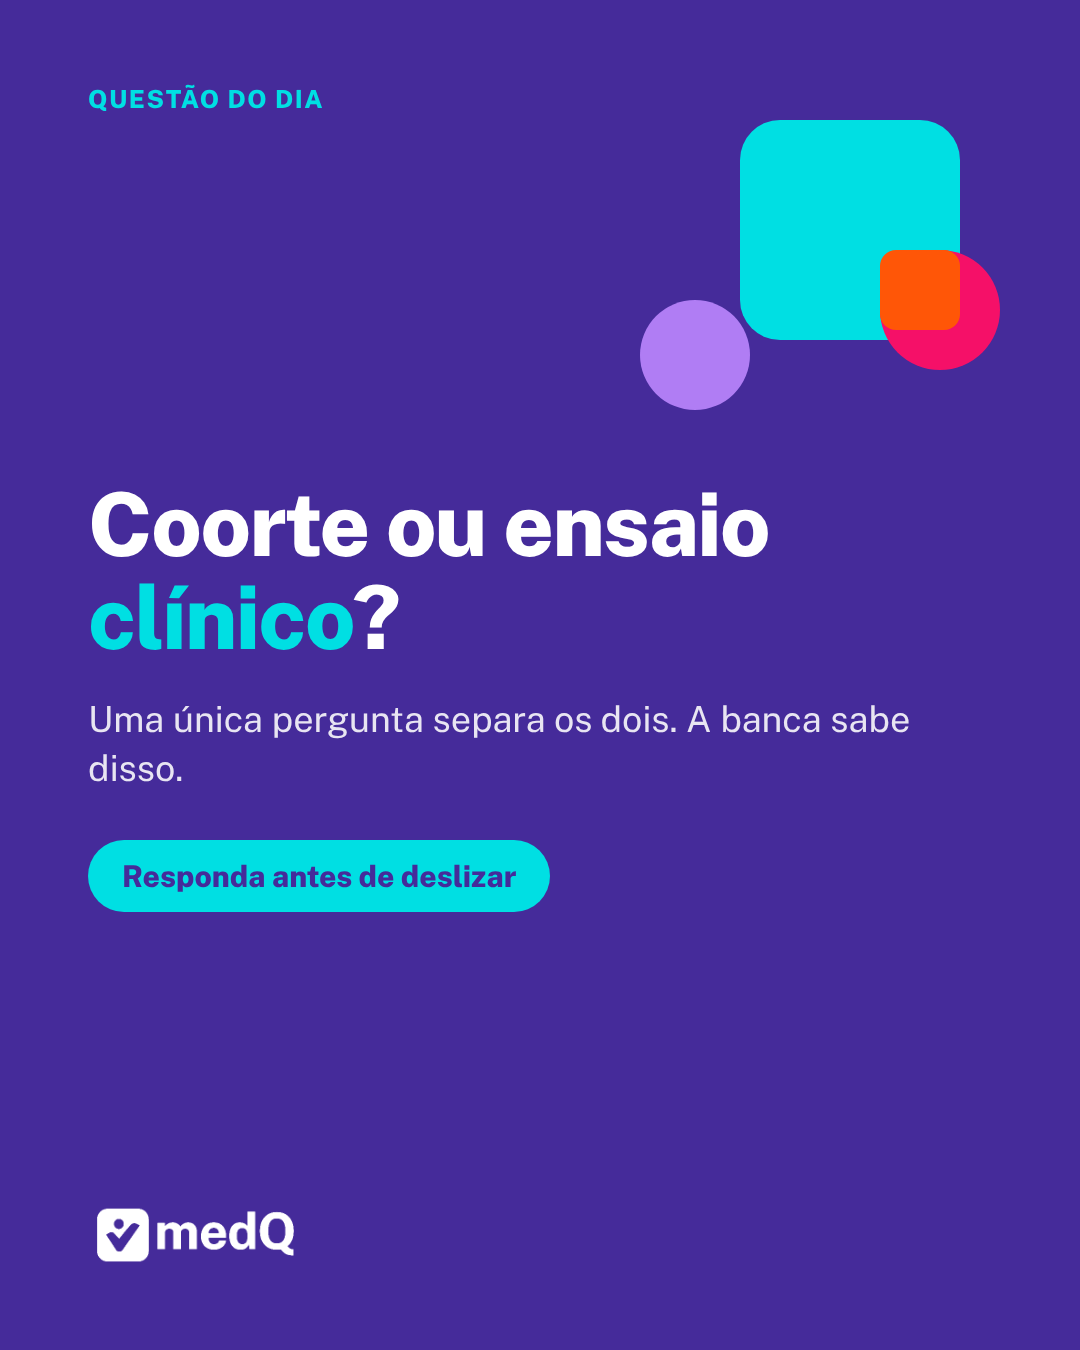 QUESTÃO DO DIA
Coorte ou ensaio
clínico?
Uma única pergunta separa os dois. A banca sabe
disso.
Responda antes de deslizar
medQ